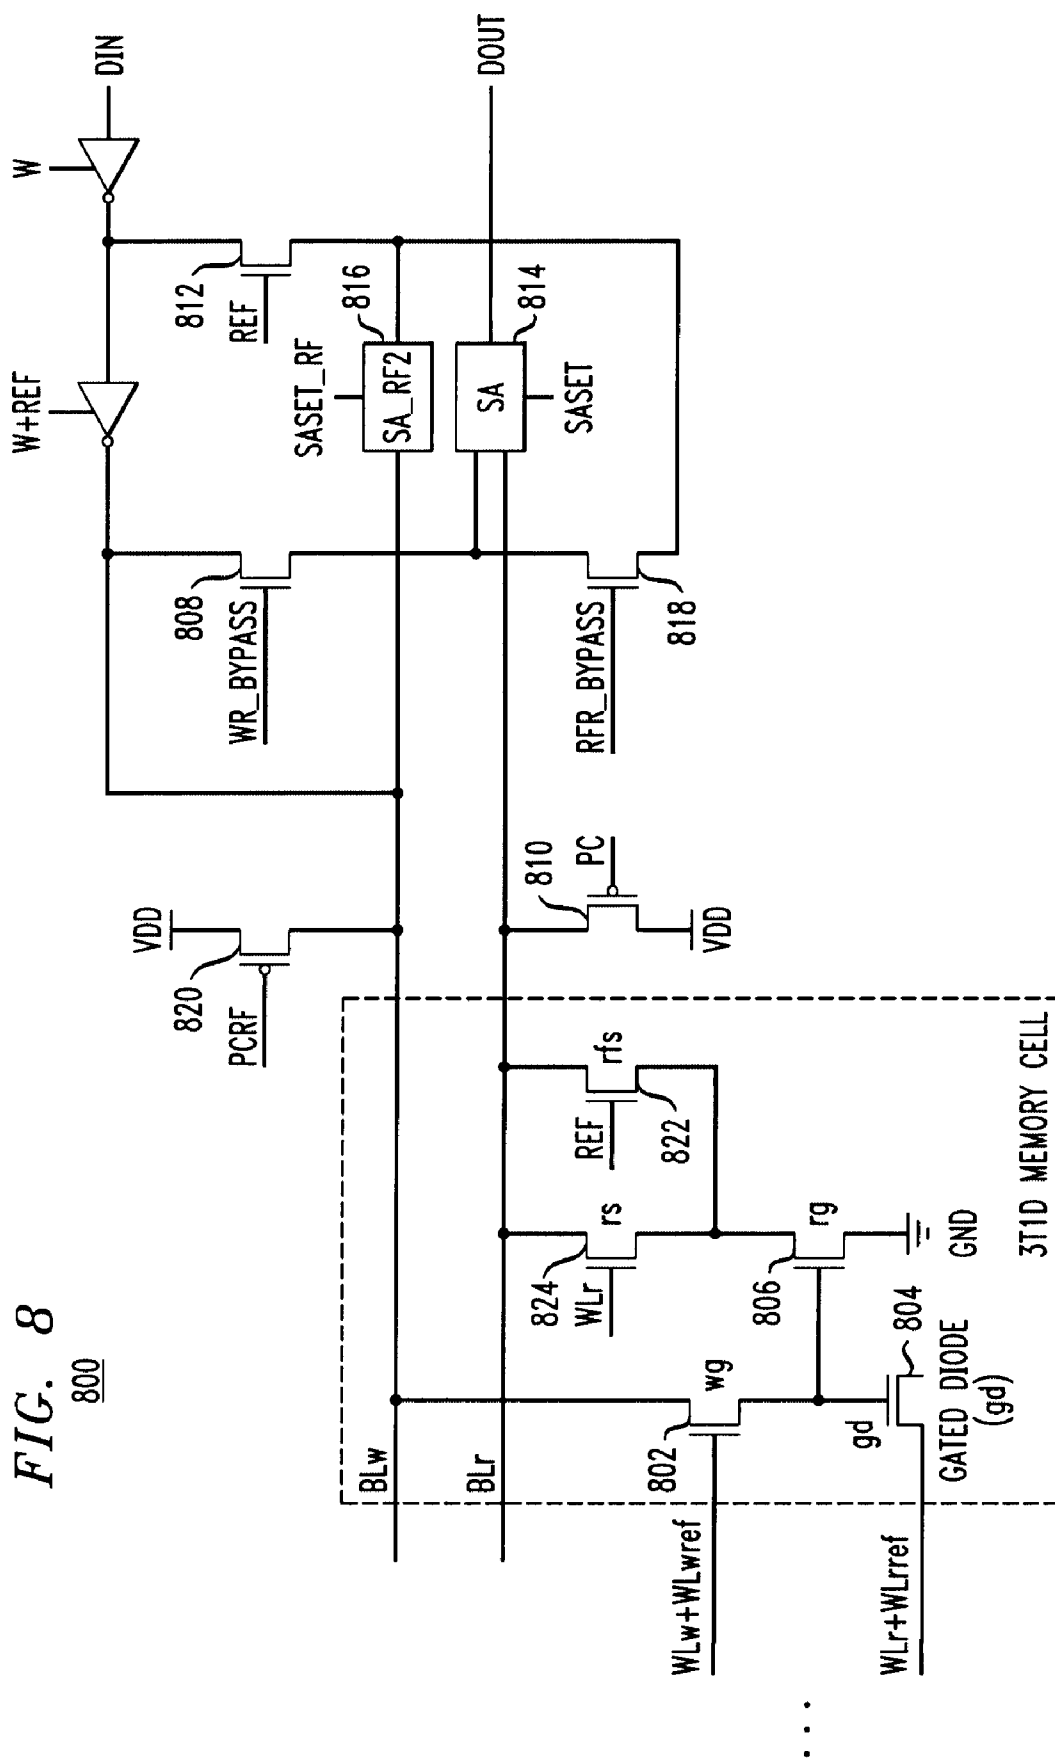 FIG. 8
800
W
DIN
W+REF
812
REF
SASET_RF
816
SA_RF2
DOUT
814
SA
SASET
808
WR_BYPASS
RFR_BYPASS
818
VDD
820
PCRF
810
PC
VDD
BLw
BLr
rfs
REF
822
rs
824
WLr
rg
806
GND
wg
802
gd
804
GATED DIODE
(gd)
3T1D MEMORY CELL
WLw+WLwref
WLr+WLrref
...